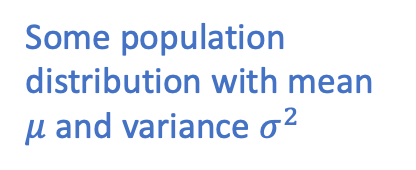 Some population
distribution with mean
μ and variance σ²